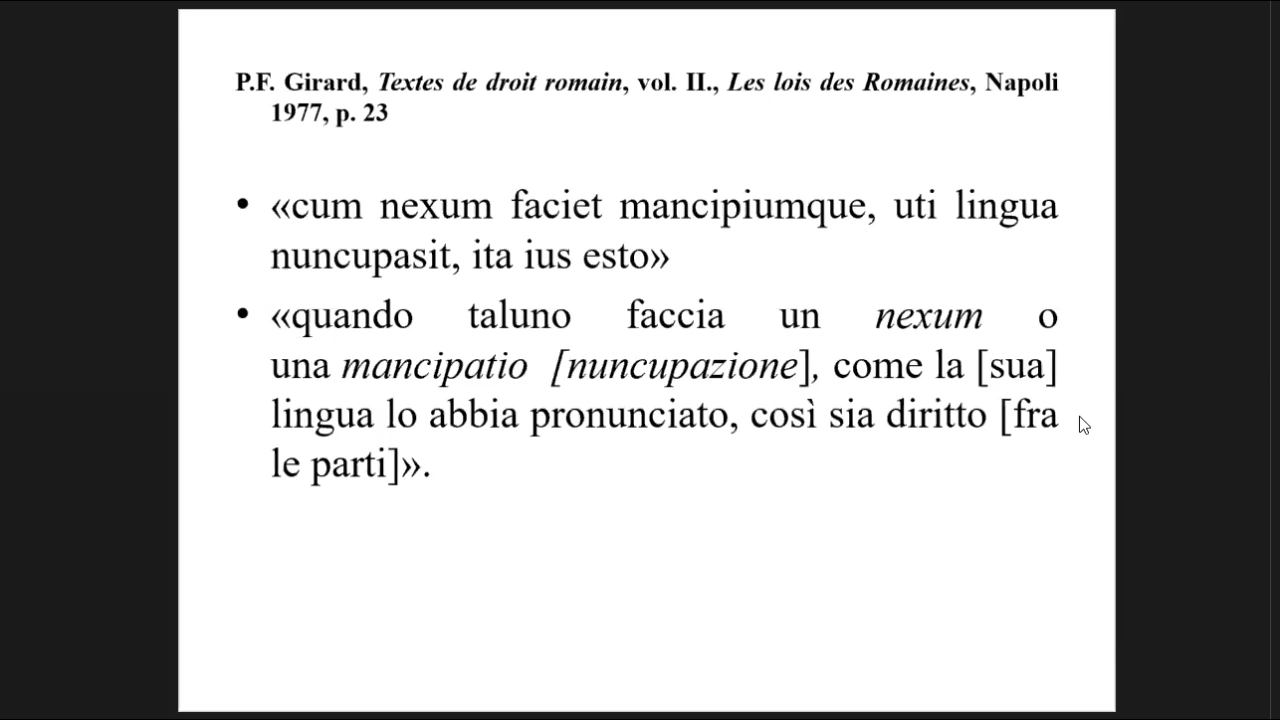 P.F. Girard, Textes de droit romain, vol. II., Les lois des Romaines, Napoli
1977, p. 23
• «cum nexum faciet mancipiumque, uti lingua
nuncupasit, ita ius esto»
• «quando taluno faccia un nexum o
una mancipatio [nuncupazione], come la [sua]
lingua lo abbia pronunciato, così sia diritto [fra
le parti]».